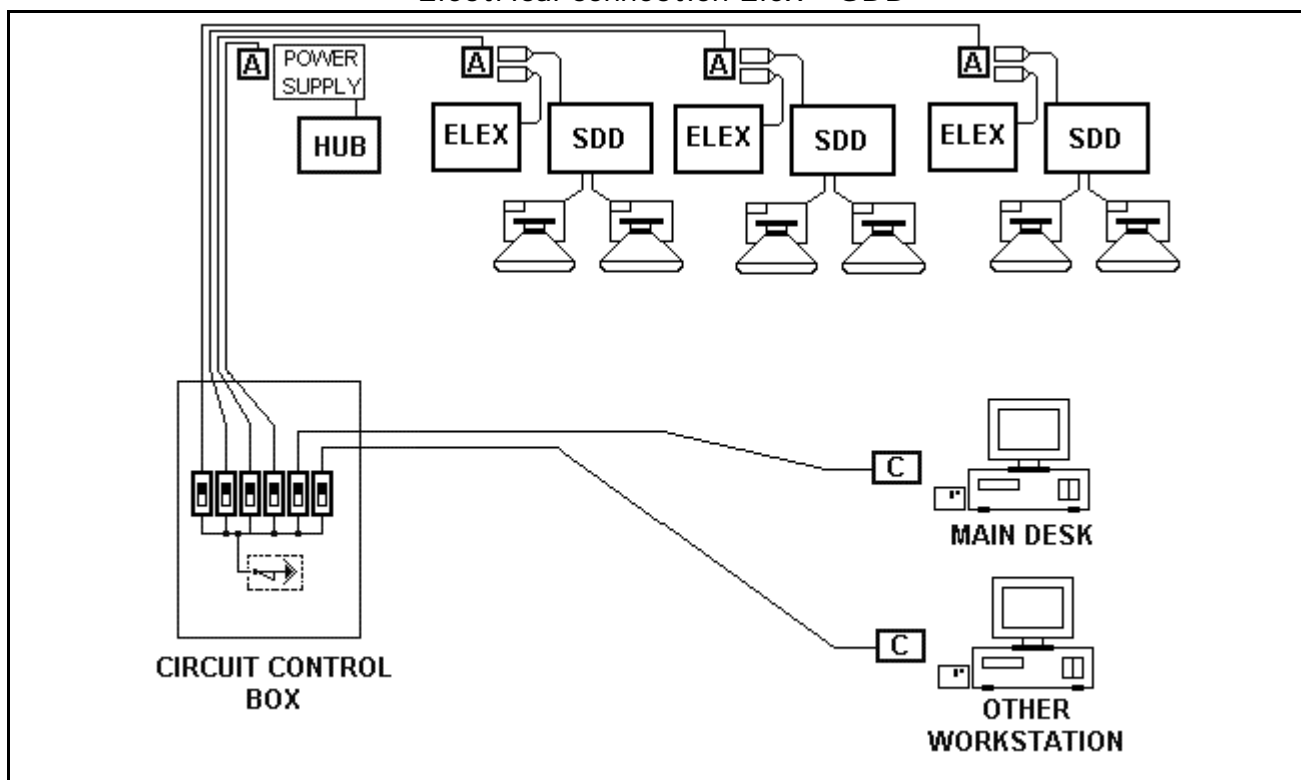 A
POWER
SUPPLY
HUB
A
ELEX
SDD
A
ELEX
SDD
A
ELEX
SDD
C
MAIN DESK
C
OTHER
WORKSTATION
CIRCUIT CONTROL
BOX